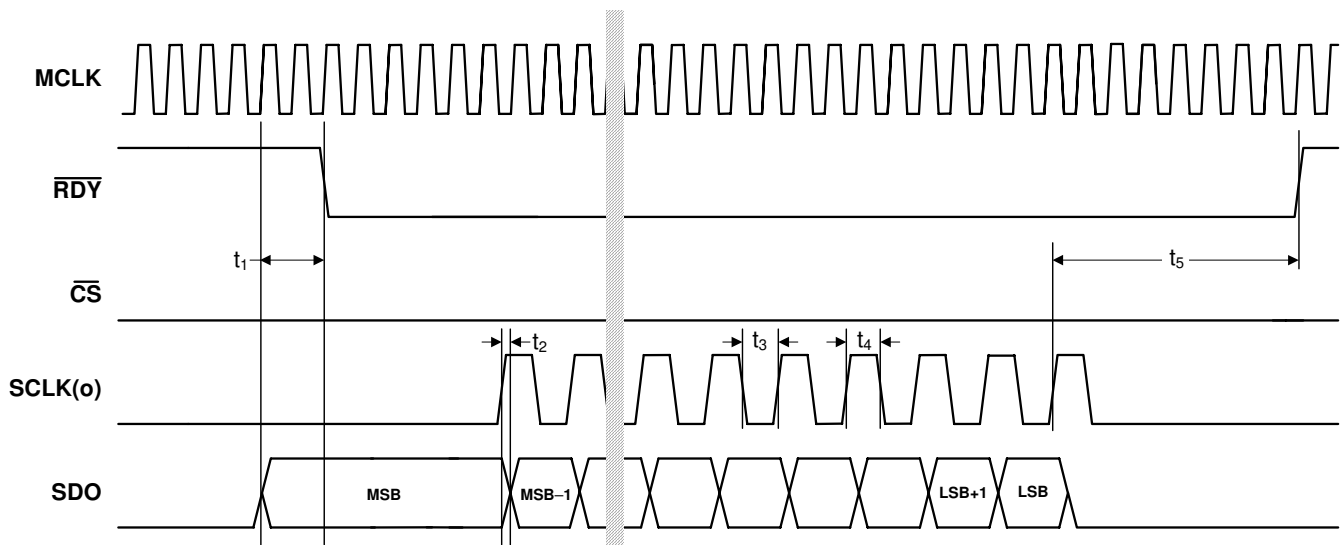 MCLK
RDY
t1
t5
CS
t2
t3
t4
SCLK(o)
SDO
MSB
MSB–1
LSB+1
LSB